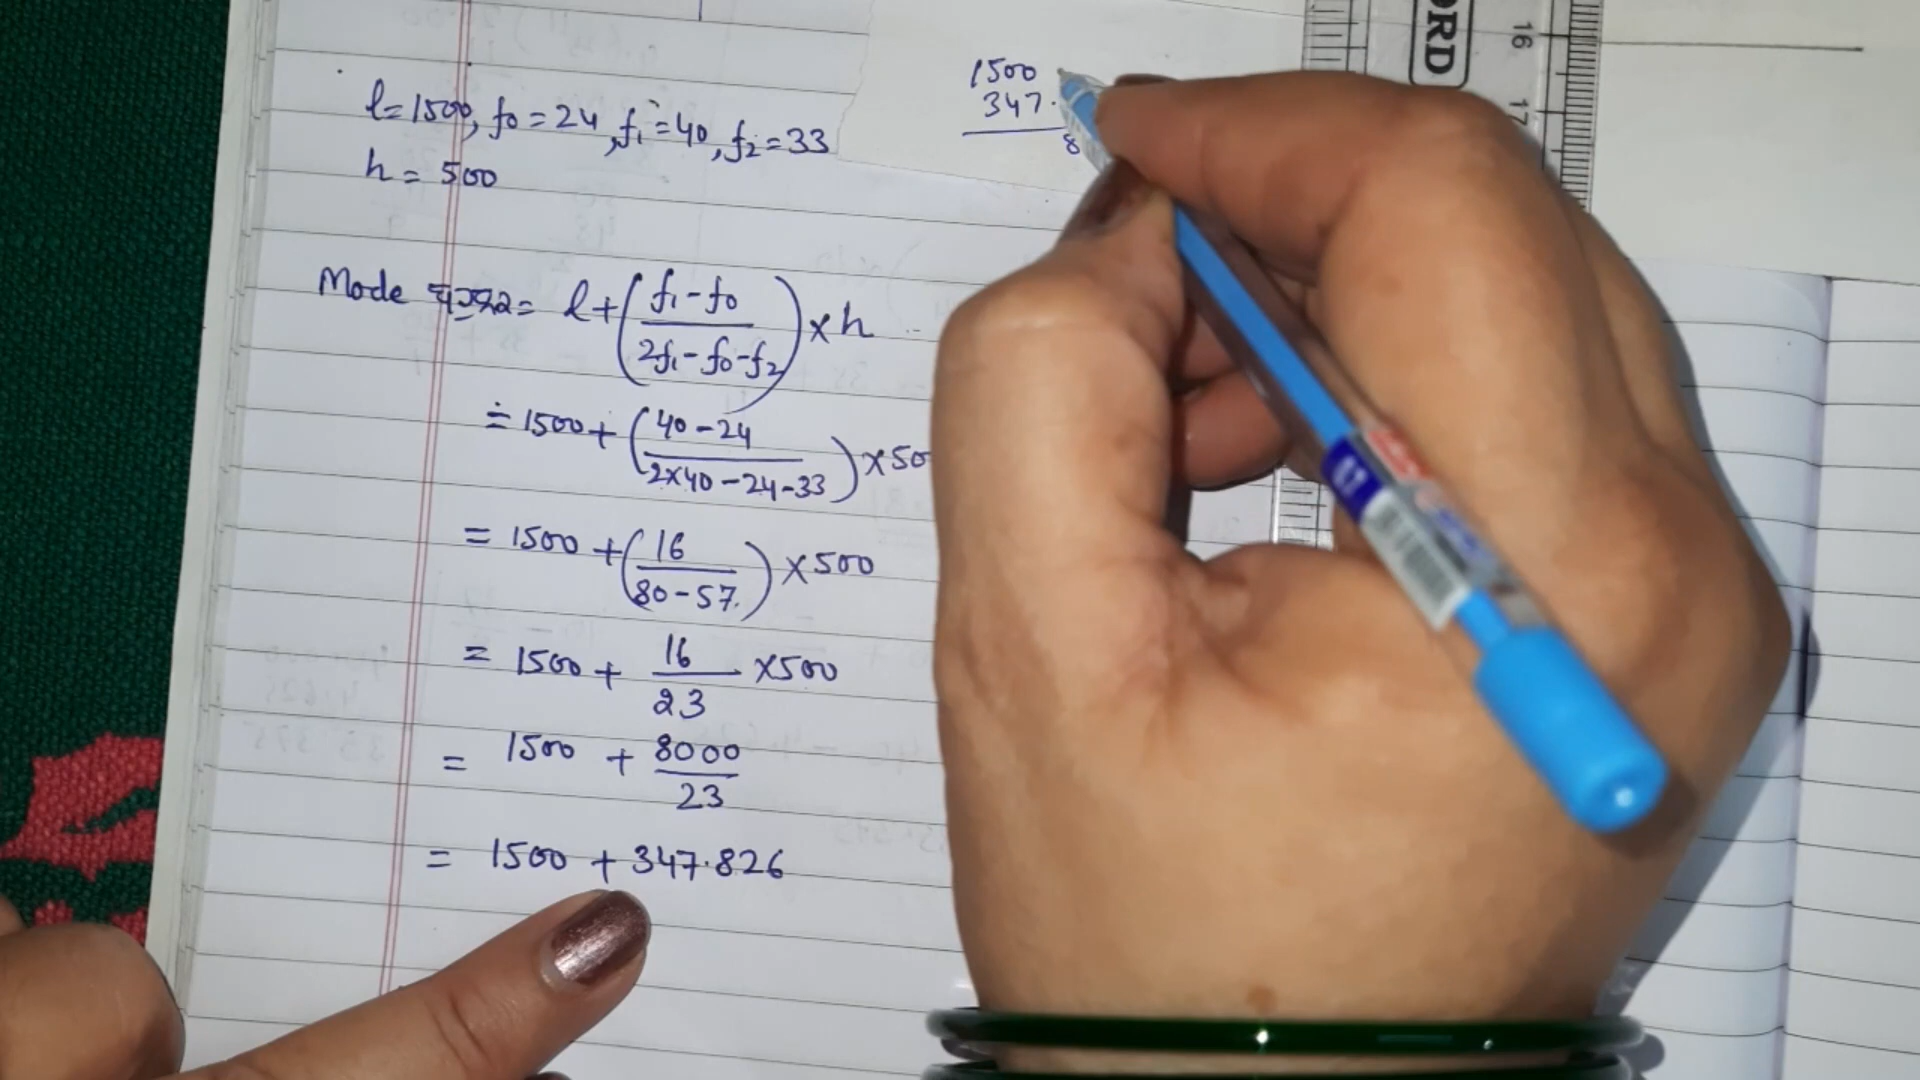 l=1500, f0=24, f1=40, f2=33
h = 500
Mode = l+(f1-f0/2f1-f0-f2)×h
= 1500+(40-24/2×40-24-33)×50
= 1500+(16/80-57.)×500
= 1500+ 16/23 ×500
= 1500 + 8000/23
= 1500 + 347.826
1500
347.
8
ORD
16
17